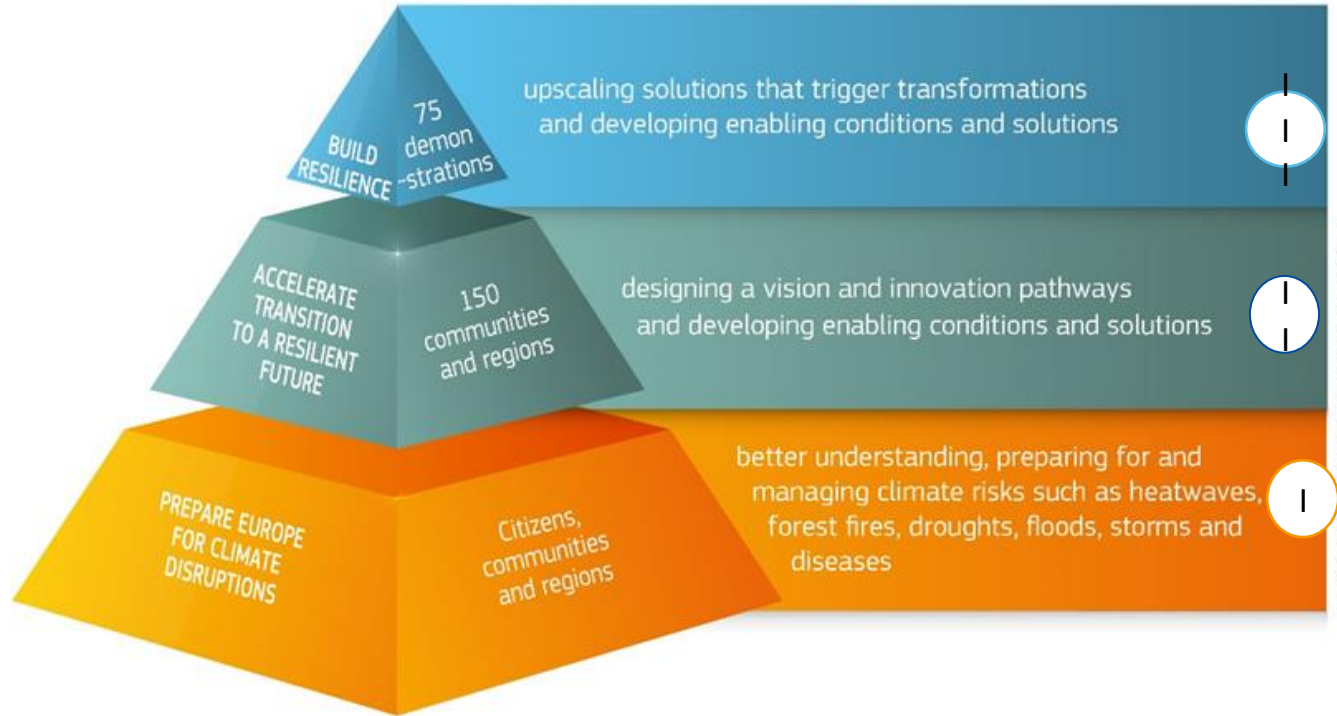 BUILD
RESILIENCE
75
demon
-strations
upscaling solutions that trigger transformations
and developing enabling conditions and solutions
I
I
I
ACCELERATE
TRANSITION
TO A RESILIENT
FUTURE
150
communities
and regions
designing a vision and innovation pathways
and developing enabling conditions and solutions
I
I
PREPARE EUROPE
FOR CLIMATE
DISRUPTIONS
Citizens,
communities
and regions
better understanding, preparing for and
managing climate risks such as heatwaves,
forest fires, droughts, floods, storms and
diseases
I